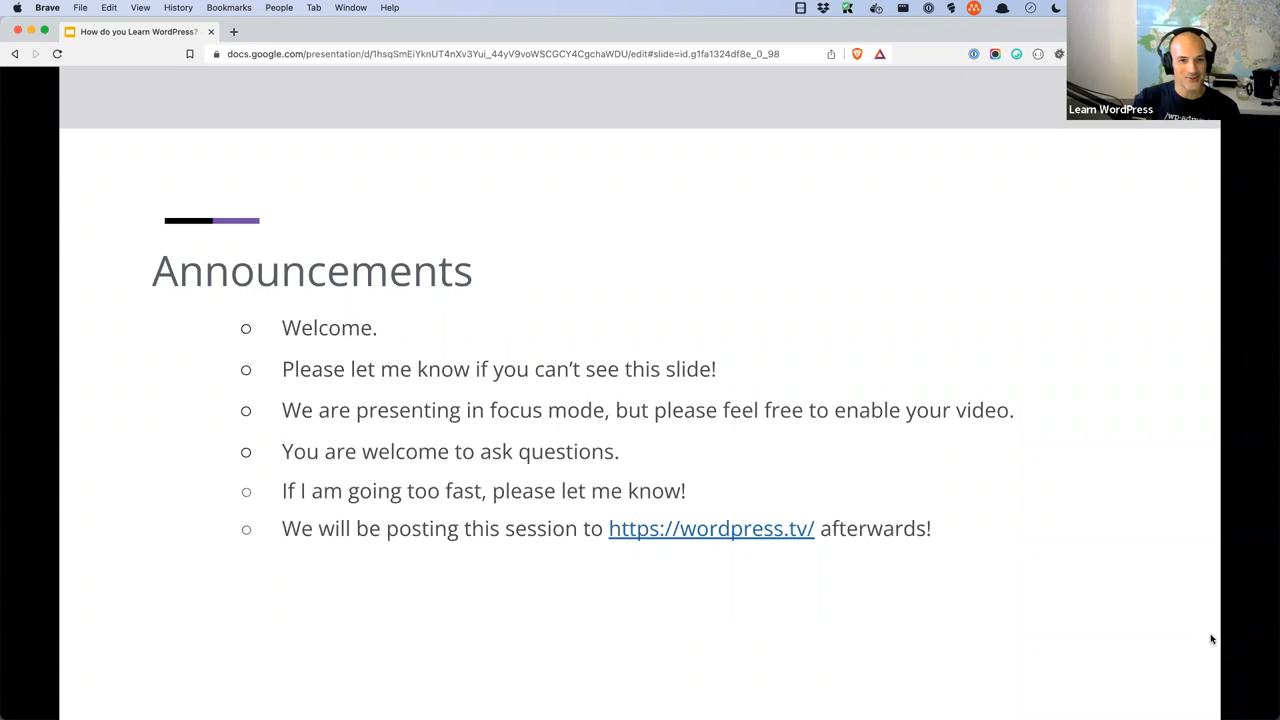 Brave File Edit View History Bookmarks People Tab Window Help
How do you Learn WordPress?
docs.google.com/presentation/d/1hsqSmEiYknUT4nXv3Yui_44yV9voWSCGCY4CgchaWDU/edit#slide=id.g1fa1324df8e_0_98
/wp-adm
Learn WordPress
Announcements
Welcome.
Please let me know if you can’t see this slide!
We are presenting in focus mode, but please feel free to enable your video.
You are welcome to ask questions.
If I am going too fast, please let me know!
We will be posting this session to https://wordpress.tv/ afterwards!